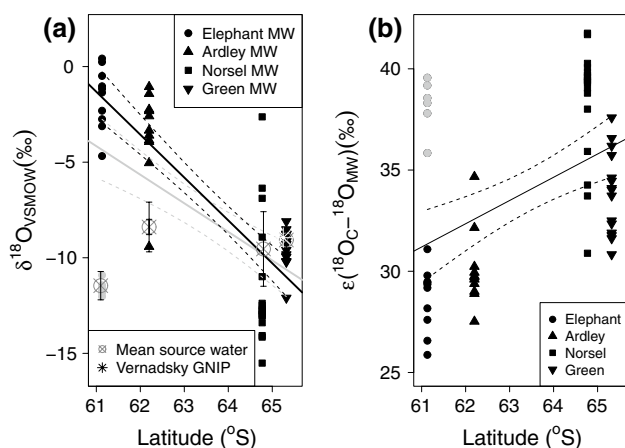 (a)
Elephant MW
Ardley MW
Norsel MW
Green MW
0
−5
−10
−15
δ18OVSMOW(‰)
Mean source water
Vernadsky GNIP
61 62 63 64 65
Latitude (oS)
(b)
40
35
30
25
ε(18OC−18OMW)(‰)
Elephant
Ardley
Norsel
Green
61 62 63 64 65
Latitude (oS)